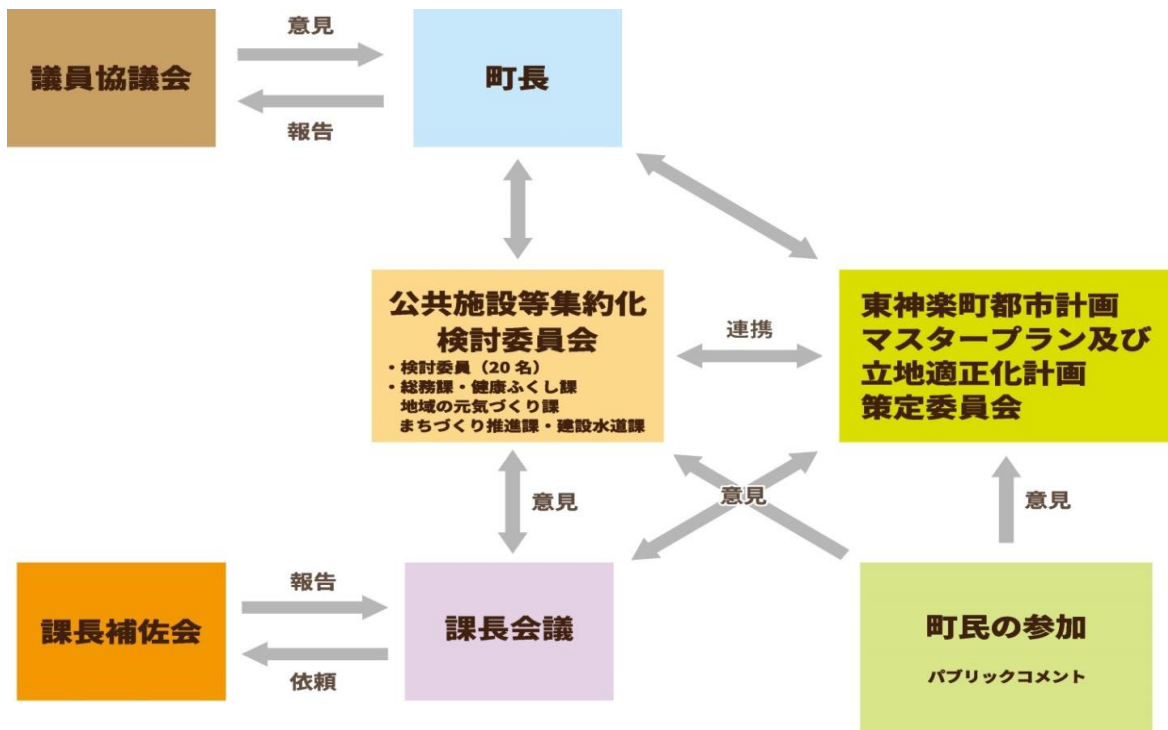 意見
議員協議会
町長
報告
公共施設等集約化
検討委員会
・検討委員（20 名）
・総務課・健康ふくし課
地域の元気づくり課
まちづくり推進課・建設水道課
連携
東神楽町都市計画
マスタープラン及び
立地適正化計画
策定委員会
意見
意見
意見
報告
課長補佐会
課長会議
依頼
町民の参加
パブリックコメント